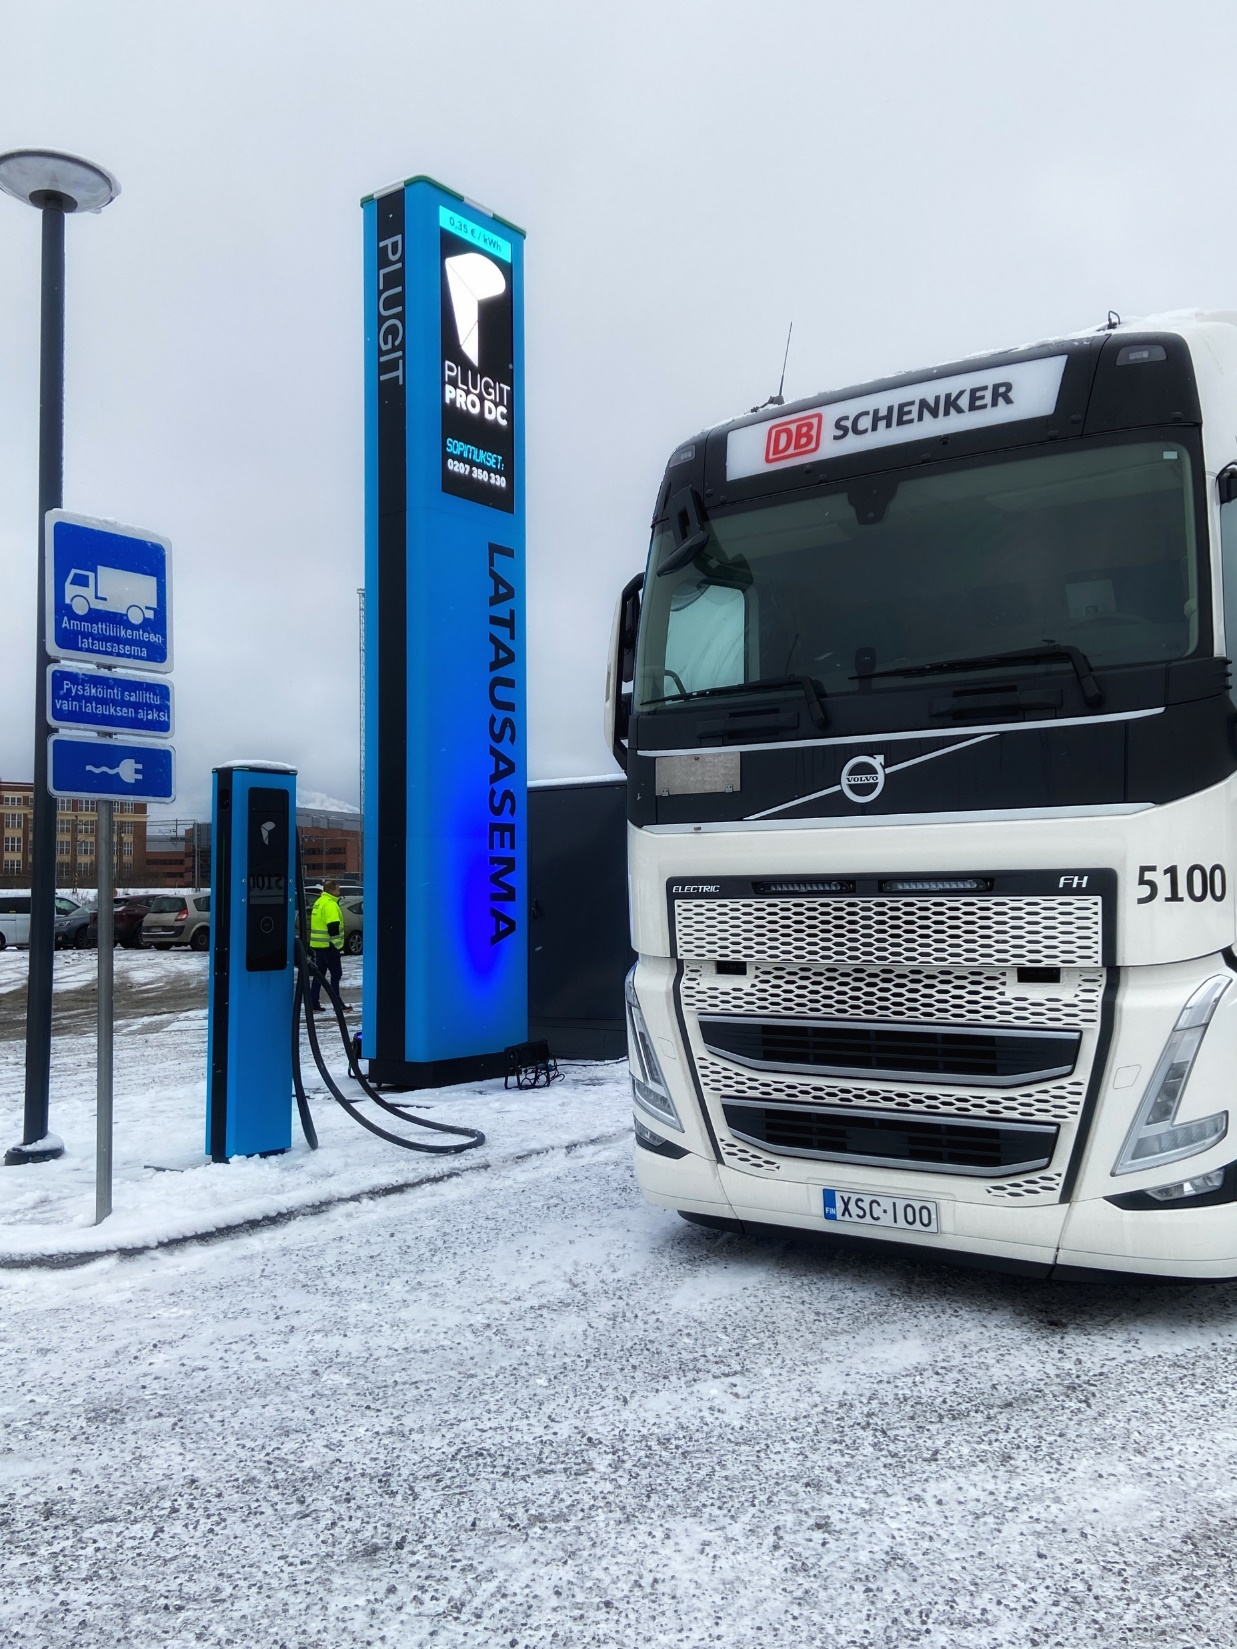 0,35 € / kWh
PLUGIT
PLUGIT
PRO DC
SOPIMUKSET:
0207 350 330
LATAUSASEMA
Ammattiliikenteen
latausasema
Pysäköinti sallittu
vain latauksen ajaksi
DB SCHENKER
VOLVO
ELECTRIC
FH
5100
FIN
XSC-100